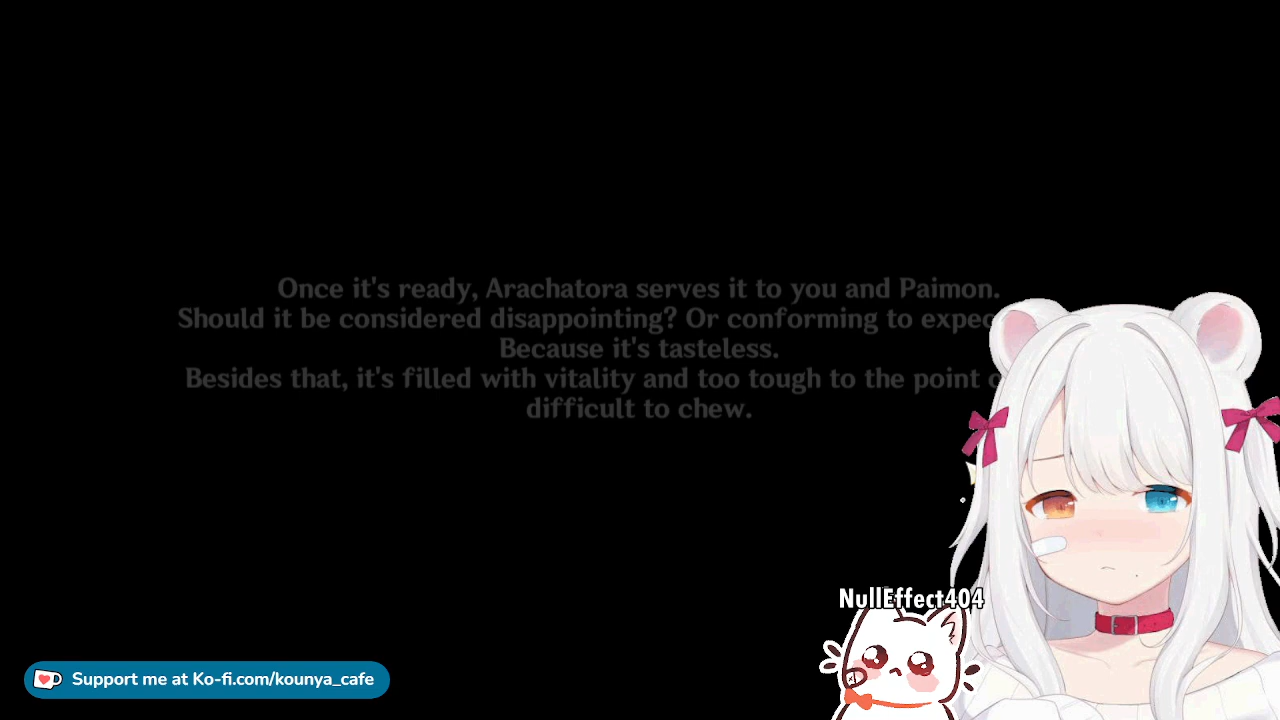 Once it's ready, Arachatora serves it to you and Paimon.
Should it be considered disappointing? Or conforming to
Because it's tasteless.
Besides that, it's filled with vitality and too tough to the point
difficult to chew.
NullEffect404
Support me at Ko-fi.com/kounya_cafe